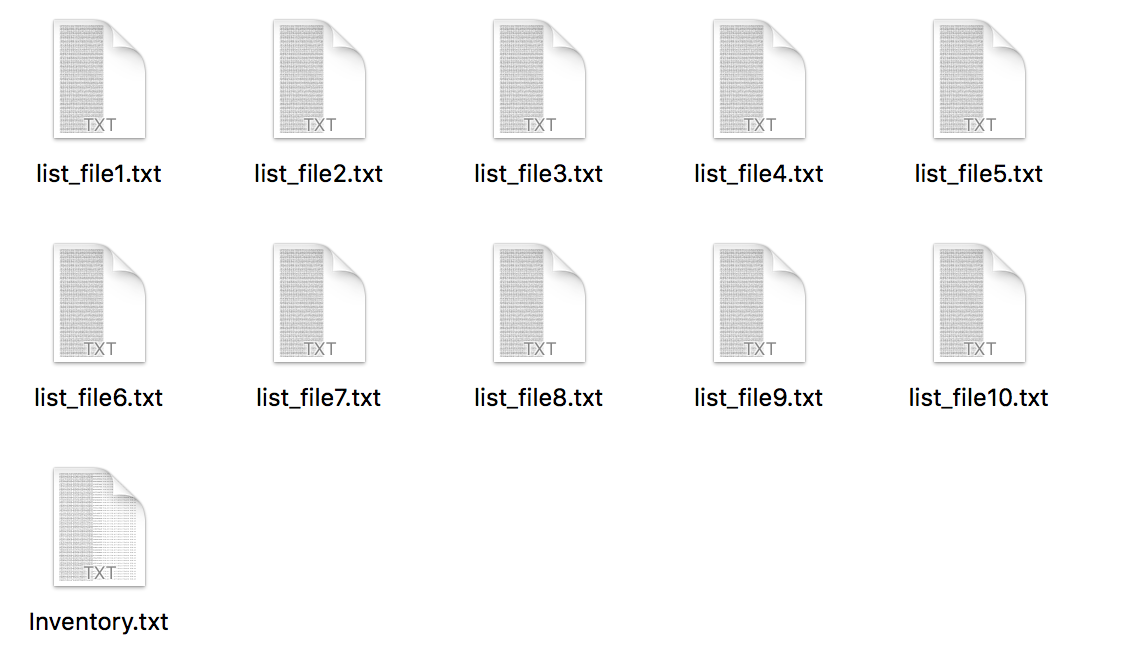 TXT TXT TXT TXT TXT
list_file1.txt list_file2.txt list_file3.txt list_file4.txt list_file5.txt
TXT TXT TXT TXT TXT
list_file6.txt list_file7.txt list_file8.txt list_file9.txt list_file10.txt
TXT
Inventory.txt